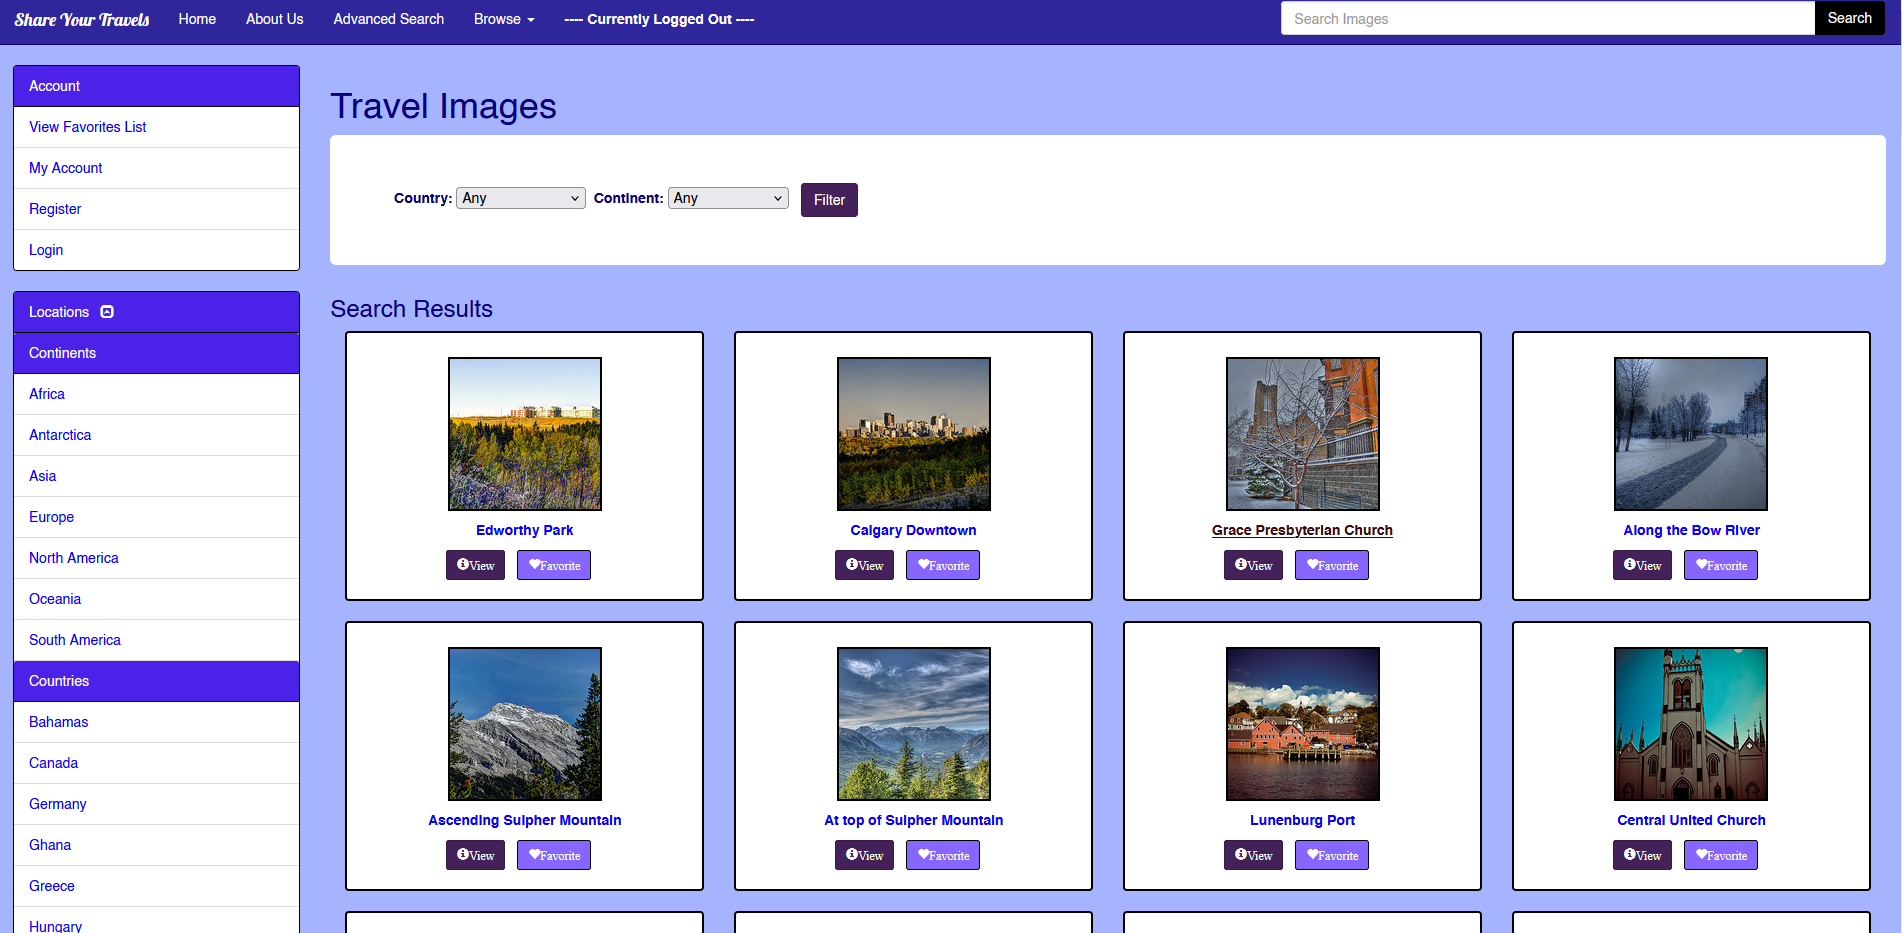 Share Your Travels Home About Us Advanced Search Browse ---- Currently Logged Out ---- Search Images Search
Account
View Favorites List
My Account
Register
Login
Locations
Continents
Africa
Antarctica
Asia
Europe
North America
Oceania
South America
Countries
Bahamas
Canada
Germany
Ghana
Greece
Hungary
Travel Images
Country: Any Continent: Any Filter
Search Results
Edworthy Park
View Favorite
Calgary Downtown
View Favorite
Grace Presbyterian Church
View Favorite
Along the Bow River
View Favorite
Ascending Sulpher Mountain
View Favorite
At top of Sulpher Mountain
View Favorite
Lunenburg Port
View Favorite
Central United Church
View Favorite